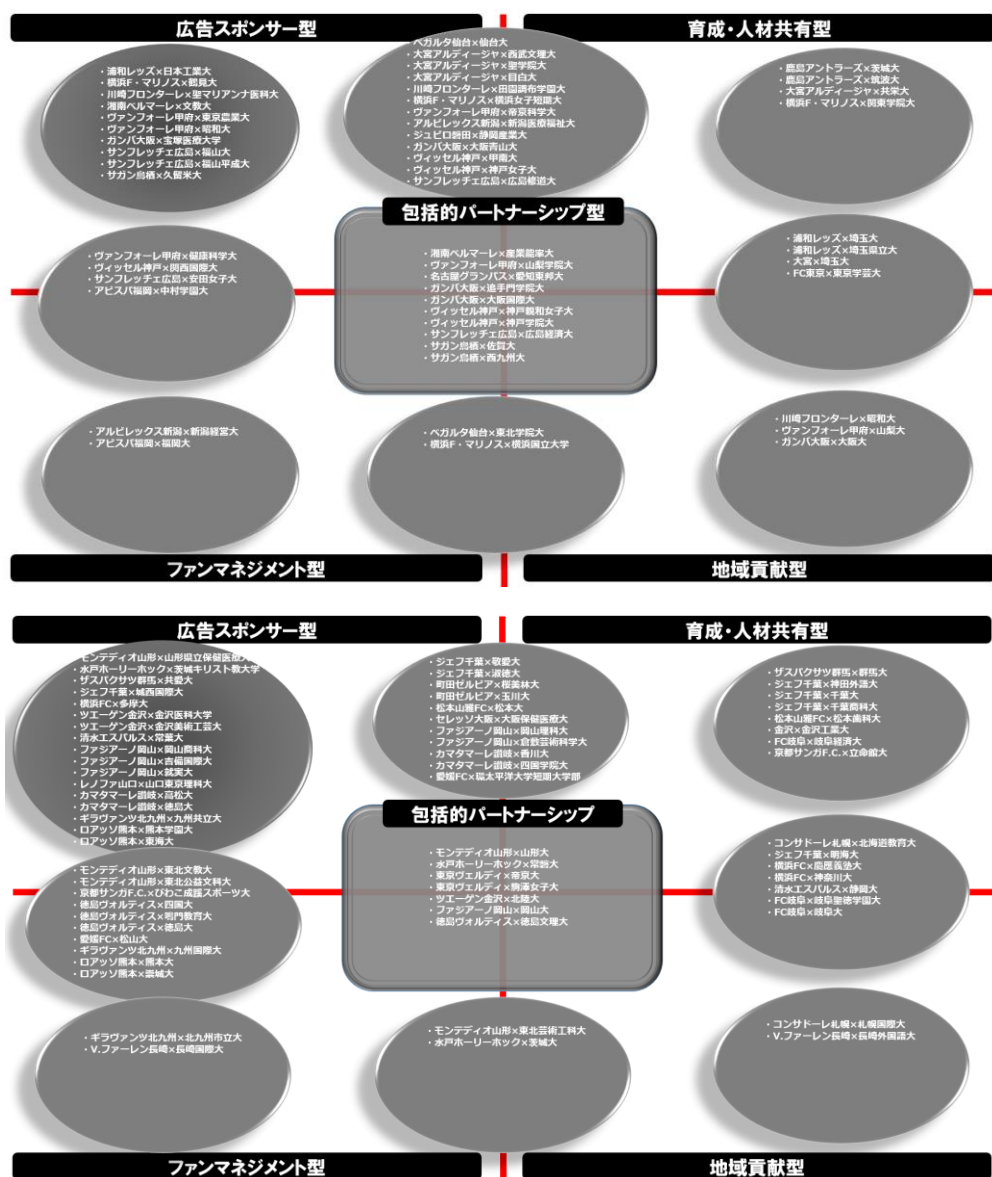 広告スポンサー型
育成・人材共有型
・浦和レッズ×日本工業大
・横浜F・マリノス×鶴見大
・川崎フロンターレ×聖マリアンナ医科大
・湘南ベルマーレ×文教大
・ヴァンフォーレ甲府×東京農業大
・ヴァンフォーレ甲府×昭和大
・ガンバ大阪×宝塚医療大学
・サンフレッチェ広島×福山大
・サンフレッチェ広島×福山平成大
・サガン鳥栖×久留米大
・ベガルタ仙台×仙台大
・大宮アルディージャ×西武文理大
・大宮アルディージャ×聖学院大
・大宮アルディージャ×目白大
・川崎フロンターレ×田園調布学園大
・横浜F・マリノス×横浜女子短期大
・ヴァンフォーレ甲府×帝京科学大
・アルビレックス新潟×新潟医療福祉大
・ジュビロ磐田×静岡産業大
・ガンバ大阪×大阪青山大
・ヴィッセル神戸×甲南大
・ヴィッセル神戸×神戸女子大
・サンフレッチェ広島×広島修道大
・鹿島アントラーズ×茨城大
・鹿島アントラーズ×筑波大
・大宮アルディージャ×共栄大
・横浜F・マリノス×関東学院大
包括的パートナーシップ型
・ヴァンフォーレ甲府×健康科学大
・ヴィッセル神戸×関西国際大
・サンフレッチェ広島×安田女子大
・アビスパ福岡×中村学園大
・湘南ベルマーレ×産業能率大
・ヴァンフォーレ甲府×山梨学院大
・名古屋グランパス×愛知東邦大
・ガンバ大阪×追手門学院大
・ガンバ大阪×大阪国際大
・ヴィッセル神戸×神戸親和女子大
・ヴィッセル神戸×神戸学院大
・サンフレッチェ広島×広島経済大
・サガン鳥栖×佐賀大
・サガン鳥栖×西九州大
・浦和レッズ×埼玉大
・浦和レッズ×埼玉県立大
・大宮×埼玉大
・FC東京×東京学芸大
・アルビレックス新潟×新潟経営大
・アビスパ福岡×福岡大
・ベガルタ仙台×東北学院大
・横浜F・マリノス×横浜国立大学
・川崎フロンターレ×昭和大
・ヴァンフォーレ甲府×山梨大
・ガンバ大阪×大阪大
ファンマネジメント型
地域貢献型
広告スポンサー型
育成・人材共有型
・モンテディオ山形×山形県立保健医療大
・水戸ホーリーホック×茨城キリスト教大学
・ザスパクサツ群馬×共愛大
・ジェフ千葉×城西国際大
・横浜FC×多摩大
・ツエーゲン金沢×金沢医科大学
・ツエーゲン金沢×金沢美術工芸大
・清水エスパルス×常葉大
・ファジアーノ岡山×岡山商科大
・ファジアーノ岡山×吉備国際大
・ファジアーノ岡山×就実大
・レノファ山口×山口東京理科大
・カマタマーレ讃岐×高松大
・カマタマーレ讃岐×徳島大
・ギラヴァンツ北九州×九州共立大
・ロアッソ熊本×熊本学園大
・ロアッソ熊本×東海大
・ジェフ千葉×敬愛大
・ジェフ千葉×淑徳大
・町田ゼルビア×桜美林大
・町田ゼルビア×玉川大
・松本山雅FC×松本大
・セレッソ大阪×大阪保健医療大
・ファジアーノ岡山×岡山理科大
・ファジアーノ岡山×倉敷芸術科学大
・カマタマーレ讃岐×香川大
・カマタマーレ讃岐×四国学院大
・愛媛FC×環太平洋大学短期大学部
・ザスパクサツ群馬×群馬大
・ジェフ千葉×神田外語大
・ジェフ千葉×千葉大
・ジェフ千葉×千葉商科大
・松本山雅FC×松本歯科大
・金沢×金沢工業大
・FC岐阜×岐阜経済大
・京都サンガF.C.×立命館大
包括的パートナーシップ
・モンテディオ山形×東北文教大
・モンテディオ山形×東北公益文科大
・京都サンガF.C.×びわこ成蹊スポーツ大
・徳島ヴォルティス×四国大
・徳島ヴォルティス×鳴門教育大
・徳島ヴォルティス×徳島大
・愛媛FC×松山大
・ギラヴァンツ北九州×九州国際大
・ロアッソ熊本×熊本大
・ロアッソ熊本×崇城大
・モンテディオ山形×山形大
・水戸ホーリーホック×常磐大
・東京ヴェルディ×帝京大
・東京ヴェルディ×駒澤女子大
・ツエーゲン金沢×北陸大
・ファジアーノ岡山×岡山大
・徳島ヴォルティス×徳島文理大
・コンサドーレ札幌×北海道教育大
・ジェフ千葉×明海大
・横浜FC×慶應義塾大
・横浜FC×神奈川大
・清水エスパルス×静岡大
・FC岐阜×岐阜聖徳学園大
・FC岐阜×岐阜大
・ギラヴァンツ北九州×北九州市立大
・V.ファーレン長崎×長崎国際大
・モンテディオ山形×東北芸術工科大
・水戸ホーリーホック×茨城大
・コンサドーレ札幌×札幌国際大
・V.ファーレン長崎×長崎外国語大
ファンマネジメント型
地域貢献型